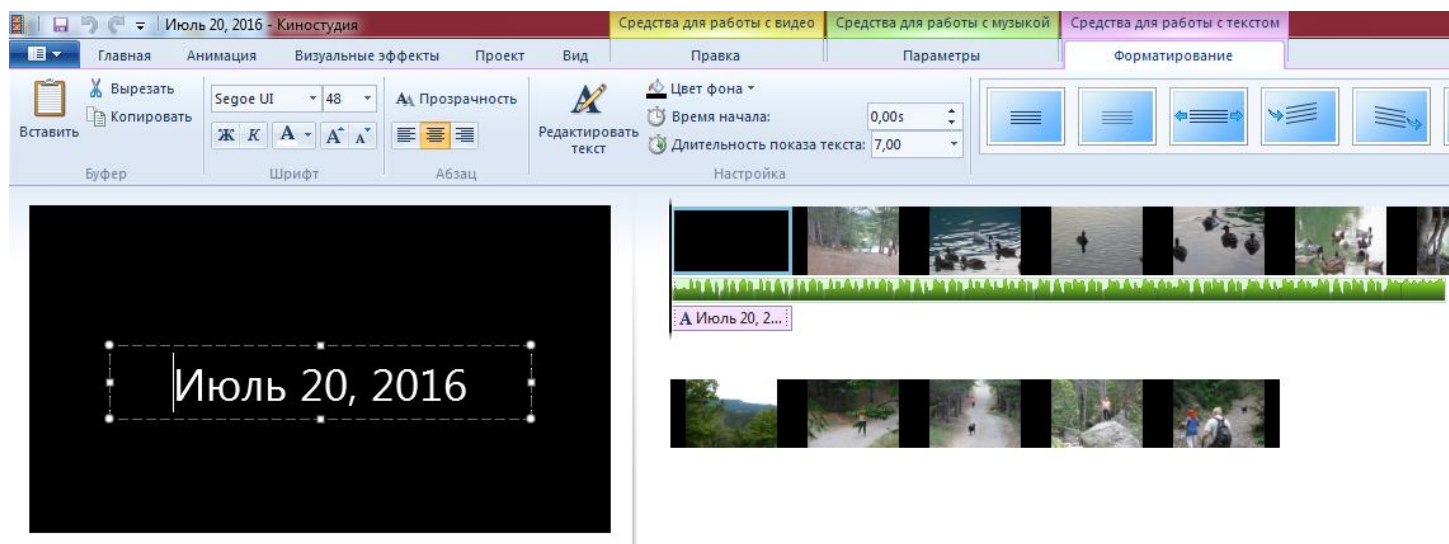 Июль 20, 2016 - Киностудия
Средства для работы с видео
Средства для работы с музыкой
Средства для работы с текстом
Главная
Анимация
Визуальные эффекты
Проект
Вид
Правка
Параметры
Форматирование
Вставить
Вырезать
Копировать
Буфер
Segoe UI
48
Ж К А А А
Шрифт
Прозрачность
Абзац
Редактировать
текст
Цвет фона
Время начала: 0,00s
Длительность показа текста: 7,00
Настройка
Июль 20, 2016
А Июль 20, 2...